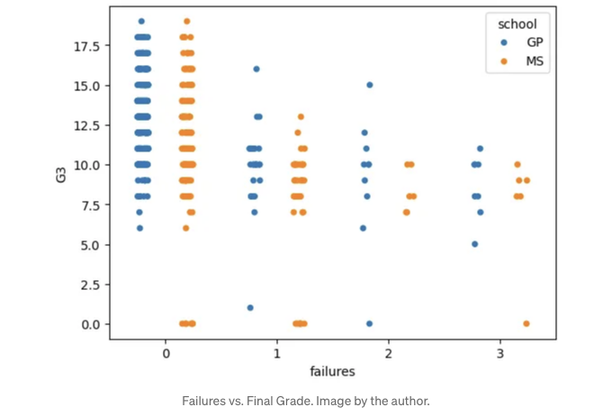 school
GP
MS
17.5
15.0
12.5
10.0
7.5
5.0
2.5
0.0
G3
0 1 2 3
failures
Failures vs. Final Grade. Image by the author.